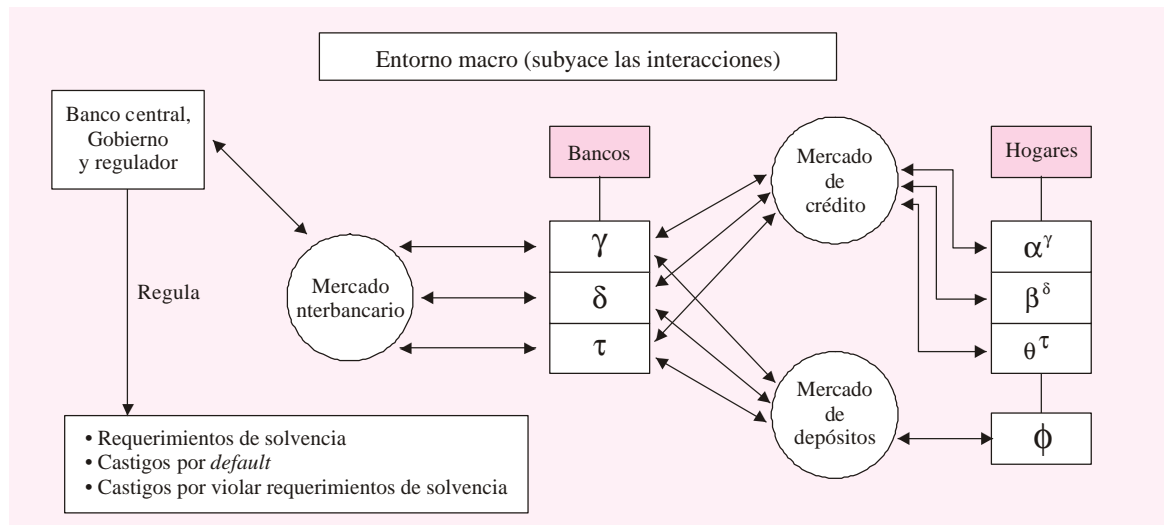 Entorno macro (subyace las interacciones)
Banco central,
Gobierno
y regulador
Regula
• Requerimientos de solvencia
• Castigos por default
• Castigos por violar requerimientos de solvencia
Mercado
nterbancario
Bancos
γ
δ
τ
Mercado
de
crédito
Mercado
de
depósitos
Hogares
α^γ
β^δ
θ^τ
ϕ